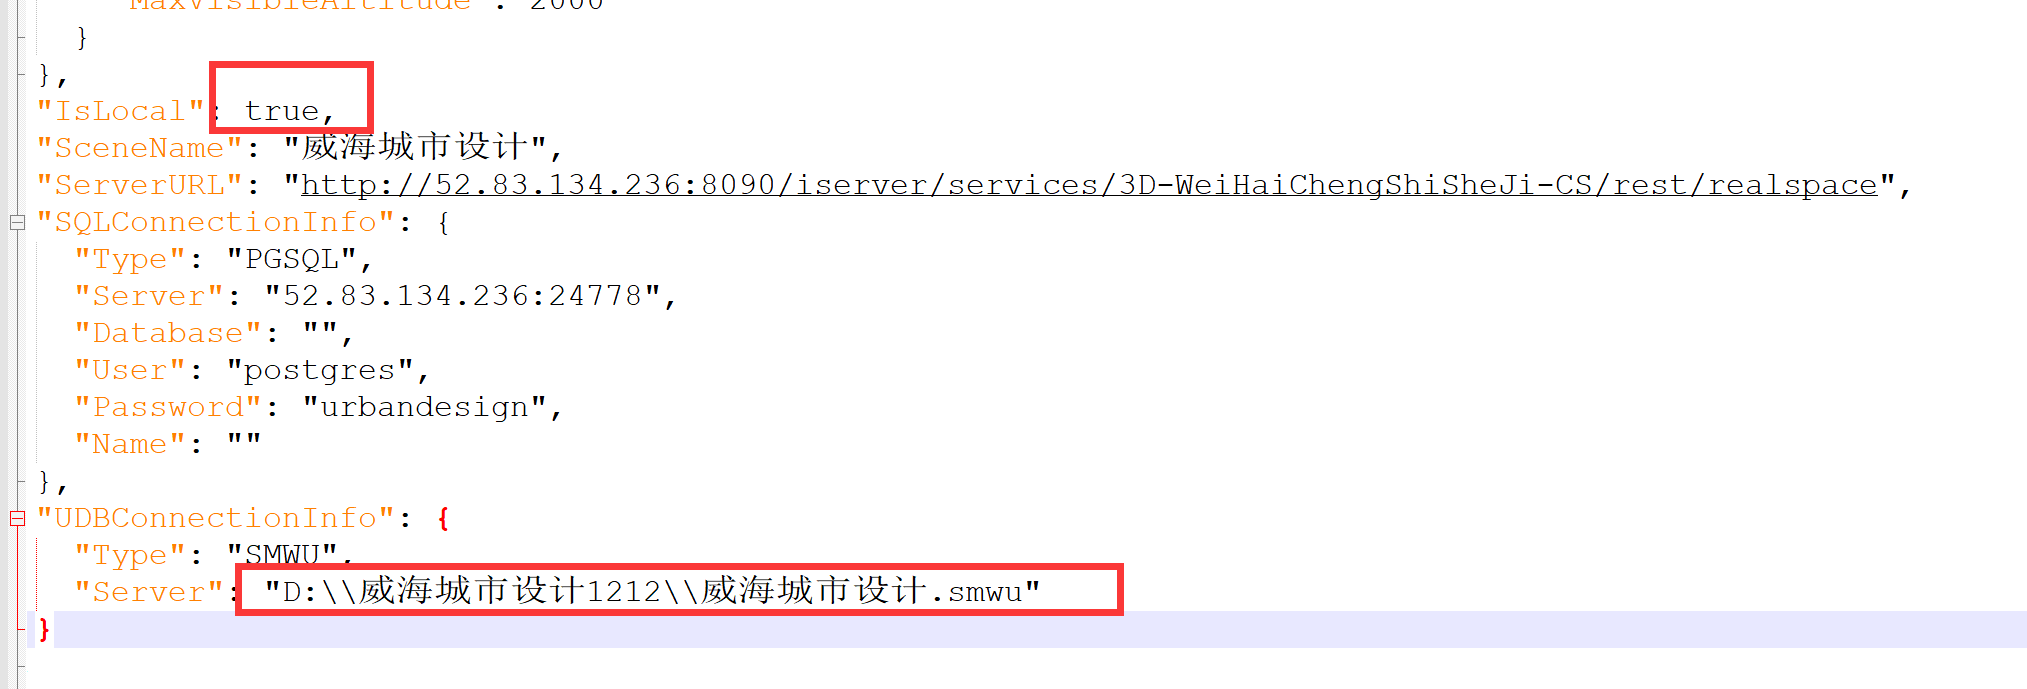 "MaxVisibleAltitude": 2000
}
},
"IsLocal": true,
"SceneName": "威海城市设计",
"ServerURL": "http://52.83.134.236:8090/iserver/services/3D-WeiHaiChengShiSheJi-CS/rest/realspace",
"SQLConnectionInfo": {
"Type": "PGSQL",
"Server": "52.83.134.236:24778",
"Database": "",
"User": "postgres",
"Password": "urbandesign",
"Name": ""
},
"UDBConnectionInfo": {
"Type": "SMWU",
"Server": "D:\\威海城市设计1212\\威海城市设计.smwu"
}